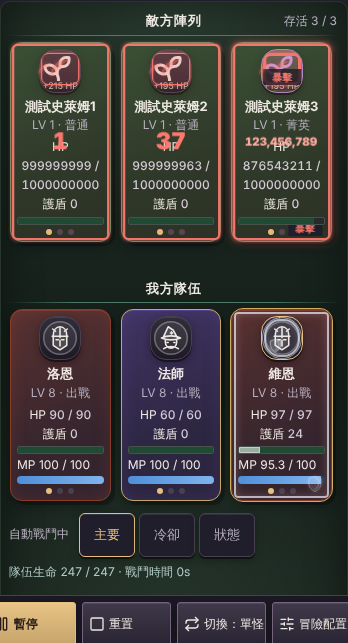 敵方陣列
存活 3 / 3
+215 HP
測試史萊姆1
LV 1 · 普通
1
HP
999999999 /
1000000000
護盾 0
測試史萊姆2
LV 1 · 普通
37
999999963 /
1000000000
護盾 0
暴擊
+195 HP
測試史萊姆3
LV 1 · 菁英
123,456,789
HP
876543211 /
1000000000
護盾 0
暴擊
我方隊伍
洛恩
LV 8 · 出戰
HP 90 / 90
護盾 0
MP 100 / 100
法師
LV 8 · 出戰
HP 60 / 60
護盾 0
MP 100 / 100
維恩
LV 8 · 出戰
HP 97 / 97
護盾 24
MP 95.3 / 100
自動戰鬥中
主要
冷卻
狀態
隊伍生命 247 / 247 · 戰鬥時間 0s
暫停
重置
切換：單怪
冒險配置